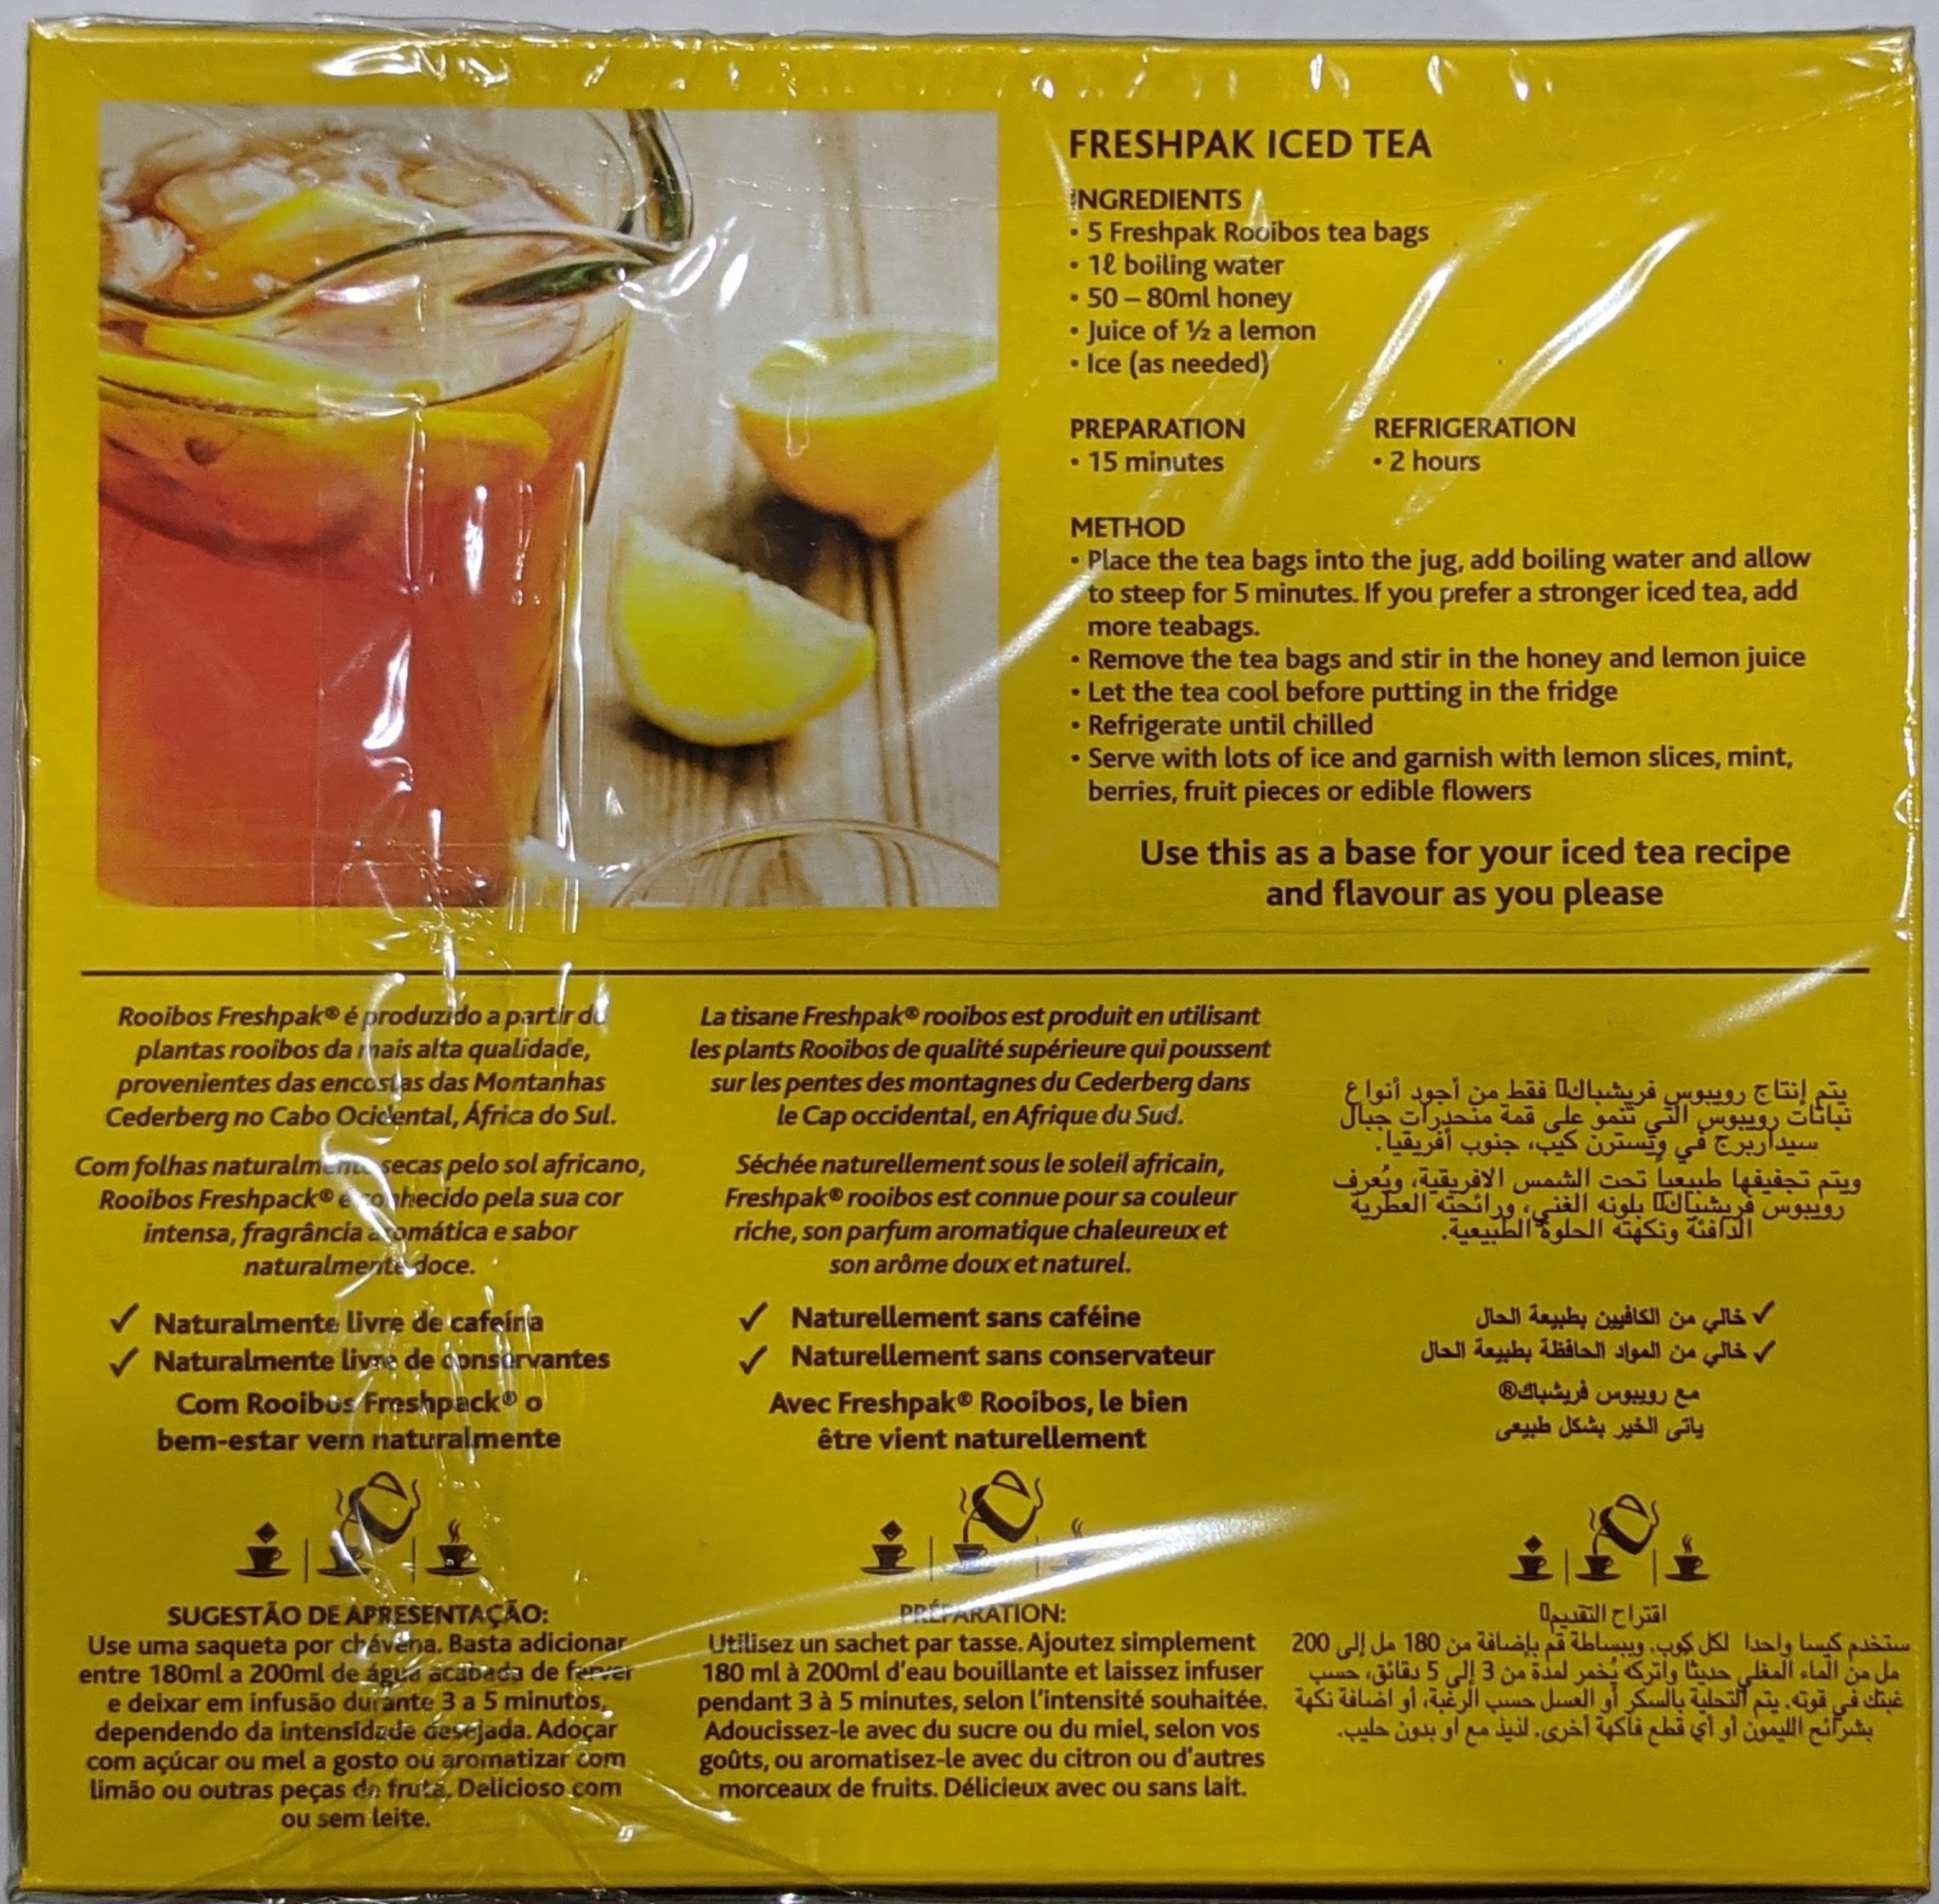 FRESHPAK ICED TEA
INGREDIENTS
• 5 Freshpak Rooibos tea bags
• 1ℓ boiling water
• 50 – 80ml honey
• Juice of ½ a lemon
• Ice (as needed)
PREPARATION
• 15 minutes
REFRIGERATION
• 2 hours
METHOD
• Place the tea bags into the jug, add boiling water and allow
to steep for 5 minutes. If you prefer a stronger iced tea, add
more teabags.
• Remove the tea bags and stir in the honey and lemon juice
• Let the tea cool before putting in the fridge
• Refrigerate until chilled
• Serve with lots of ice and garnish with lemon slices, mint,
berries, fruit pieces or edible flowers
Use this as a base for your iced tea recipe
and flavour as you please
Rooibos Freshpak® é produzido a partir de
plantas rooibos da mais alta qualidade,
provenientes das encostas das Montanhas
Cederberg no Cabo Ocidental, África do Sul.
Com folhas naturalmente secas pelo sol africano,
Rooibos Freshpack® é conhecido pela sua cor
intensa, fragrância aromática e sabor
naturalmente doce.
✓ Naturalmente livre de cafeína
✓ Naturalmente livre de conservantes
Com Rooibos Freshpack® o
bem-estar vem naturalmente
SUGESTÃO DE APRESENTAÇÃO:
Use uma saqueta por chávena. Basta adicionar
entre 180ml a 200ml de água acabada de ferver
e deixar em infusão durante 3 a 5 minutos,
dependendo da intensidade desejada. Adoçar
com açúcar ou mel a gosto ou aromatizar com
limão ou outras peças de fruta. Delicioso com
ou sem leite.
La tisane Freshpak® rooibos est produit en utilisant
les plants Rooibos de qualité supérieure qui poussent
sur les pentes des montagnes du Cederberg dans
le Cap occidental, en Afrique du Sud.
Séchée naturellement sous le soleil africain,
Freshpak® rooibos est connue pour sa couleur
riche, son parfum aromatique chaleureux et
son arôme doux et naturel.
✓ Naturellement sans caféine
✓ Naturellement sans conservateur
Avec Freshpak® Rooibos, le bien
être vient naturellement
PRÉPARATION:
Utilisez un sachet par tasse. Ajoutez simplement
180 ml à 200ml d'eau bouillante et laissez infuser
pendant 3 à 5 minutes, selon l'intensité souhaitée.
Adoucissez-le avec du sucre ou du miel, selon vos
goûts, ou aromatisez-le avec du citron ou d'autres
morceaux de fruits. Délicieux avec ou sans lait.
يتم إنتاج رويبوس فريشباك▯ فقط من أجود أنواع
نباتات رويبوس التي تنمو على قمة منحدرات جبال
سيداربرج في ويسترن كيب، جنوب أفريقيا.
ويتم تجفيفها طبيعياً تحت الشمس الافريقية، ويُعرف
رويبوس فريشباك▯ بلونه الغني، ورائحته العطرية
الدافئة ونكهته الحلوة الطبيعية.
✓ خالي من الكافيين بطبيعة الحال
✓ خالي من المواد الحافظة بطبيعة الحال
مع رويبوس فريشباك®
ياتى الخير بشكل طبيعى
اقتراح التقديم▯
ستخدم كيسا واحدا لكل كوب. وببساطة قم بإضافة من 180 مل إلى 200
مل من الماء المغلي حديثا واتركه يُخمر لمدة من 3 إلى 5 دقائق، حسب
غبتك في قوته. يتم التحلية بالسكر أو العسل حسب الرغبة، أو اضافة نكهة
بشرائح الليمون أو أي قطع فاكهة أخرى. لذيذ مع او بدون حليب.